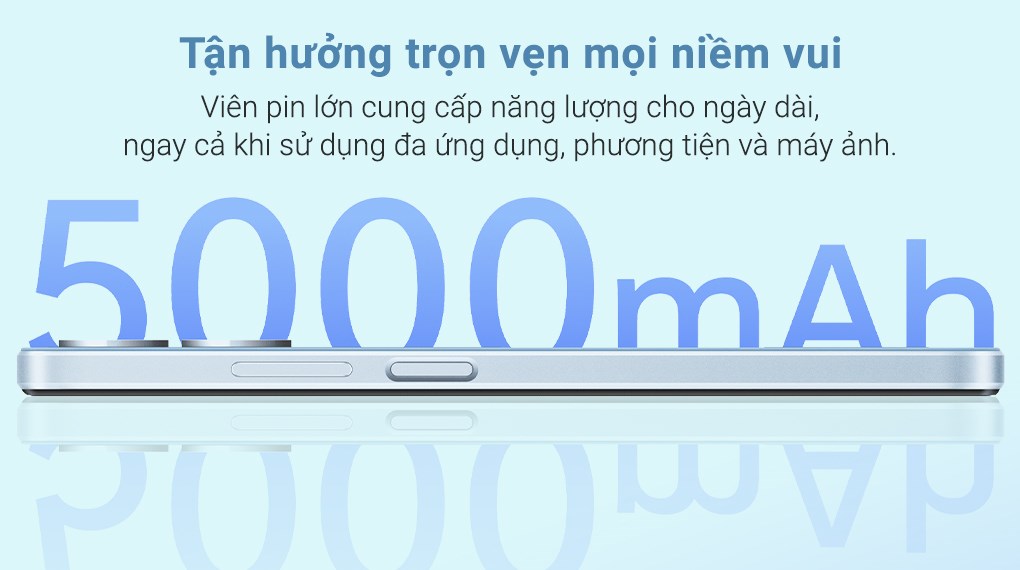 Tận hưởng trọn vẹn mọi niềm vui
Viên pin lớn cung cấp năng lượng cho ngày dài,
ngay cả khi sử dụng đa ứng dụng, phương tiện và máy ảnh.
5000mAh